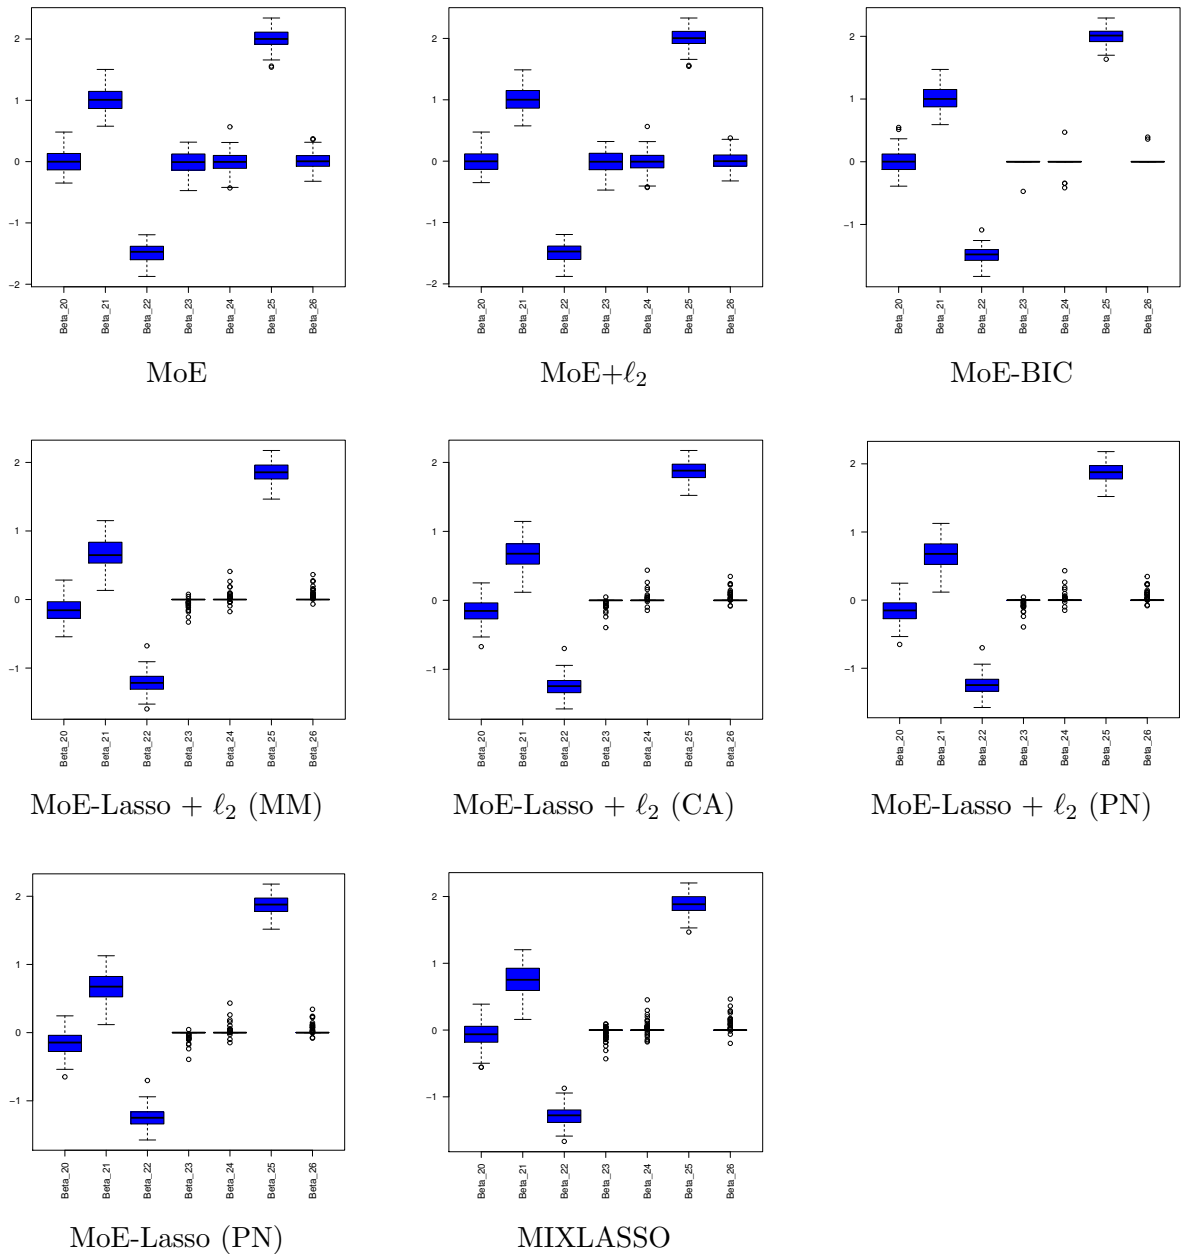 2
1
0
−1
−2
Beta_20
Beta_21
Beta_22
Beta_23
Beta_24
Beta_25
Beta_26
MoE
2
1
0
−1
−2
Beta_20
Beta_21
Beta_22
Beta_23
Beta_24
Beta_25
Beta_26
MoE+ℓ₂
2
1
0
−1
Beta_20
Beta_21
Beta_22
Beta_23
Beta_24
Beta_25
Beta_26
MoE-BIC
2
1
0
−1
Beta_20
Beta_21
Beta_22
Beta_23
Beta_24
Beta_25
Beta_26
MoE-Lasso + ℓ₂ (MM)
2
1
0
−1
Beta_20
Beta_21
Beta_22
Beta_23
Beta_24
Beta_25
Beta_26
MoE-Lasso + ℓ₂ (CA)
2
1
0
−1
Beta_20
Beta_21
Beta_22
Beta_23
Beta_24
Beta_25
Beta_26
MoE-Lasso + ℓ₂ (PN)
2
1
0
−1
Beta_20
Beta_21
Beta_22
Beta_23
Beta_24
Beta_25
Beta_26
MoE-Lasso (PN)
2
1
0
−1
Beta_20
Beta_21
Beta_22
Beta_23
Beta_24
Beta_25
Beta_26
MIXLASSO